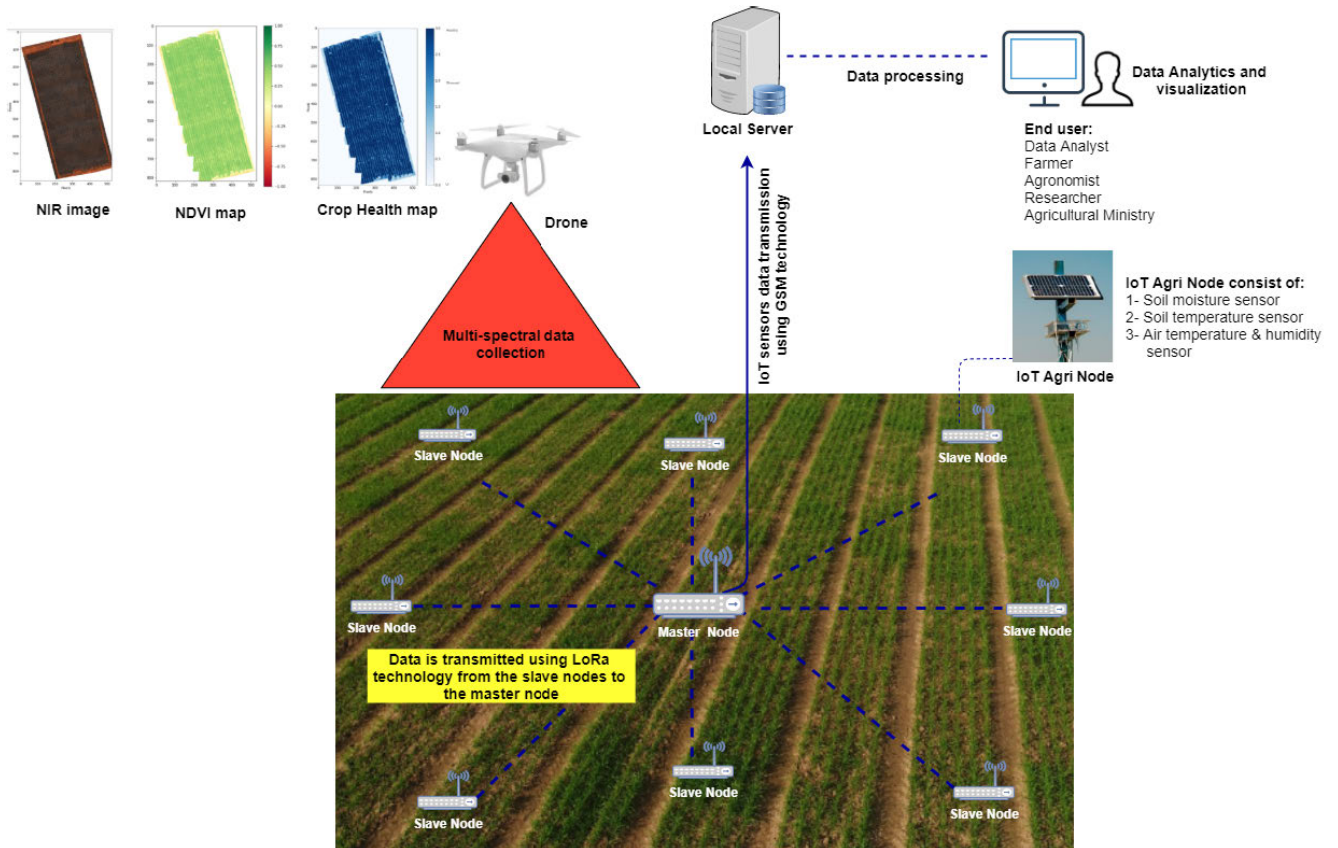 NIR image
NDVI map
Crop Health map
Drone
Multi-spectral data
collection
Local Server
Data processing
Data Analytics and
visualization
End user:
Data Analyst
Farmer
Agronomist
Researcher
Agricultural Ministry
IoT sensors data transmission
using GSM technology
IoT Agri Node consist of:
1- Soil moisture sensor
2- Soil temperature sensor
3- Air temperature & humidity
sensor
IoT Agri Node
Slave Node
Slave Node
Slave Node
Slave Node
Master Node
Slave Node
Data is transmitted using LoRa
technology from the slave nodes to
the master node
Slave Node
Slave Node
Slave Node